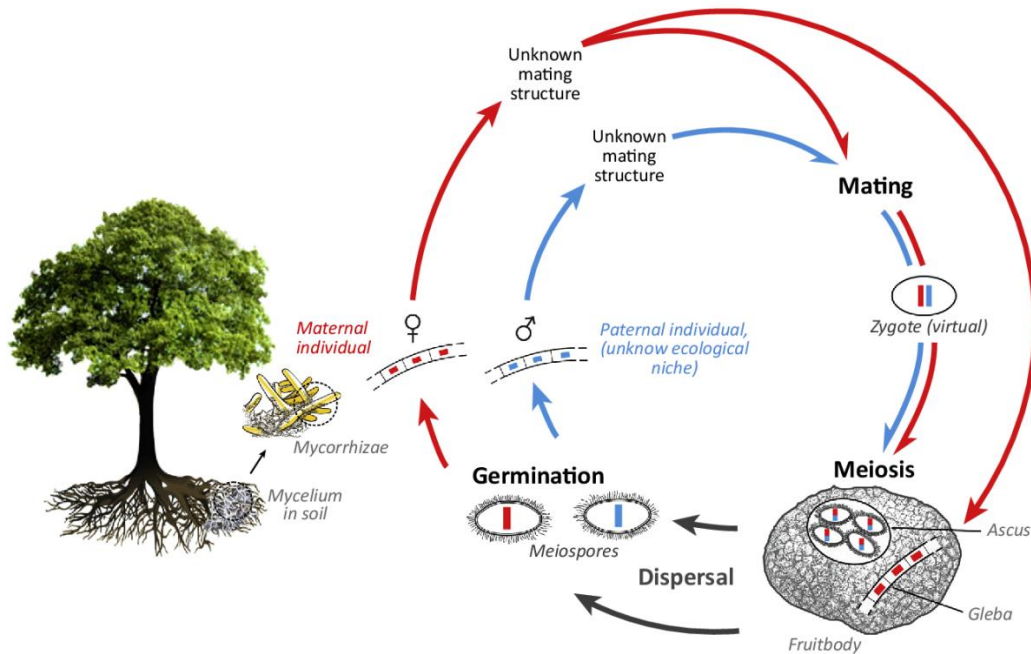 Unknown
mating
structure
Unknown
mating
structure
Mating
Zygote (virtual)
♀
♂
Maternal
individual
Paternal individual,
(unknow ecological
niche)
Mycorrhizae
Mycelium
in soil
Germination
Meiospores
Meiosis
Ascus
Dispersal
Gleba
Fruitbody